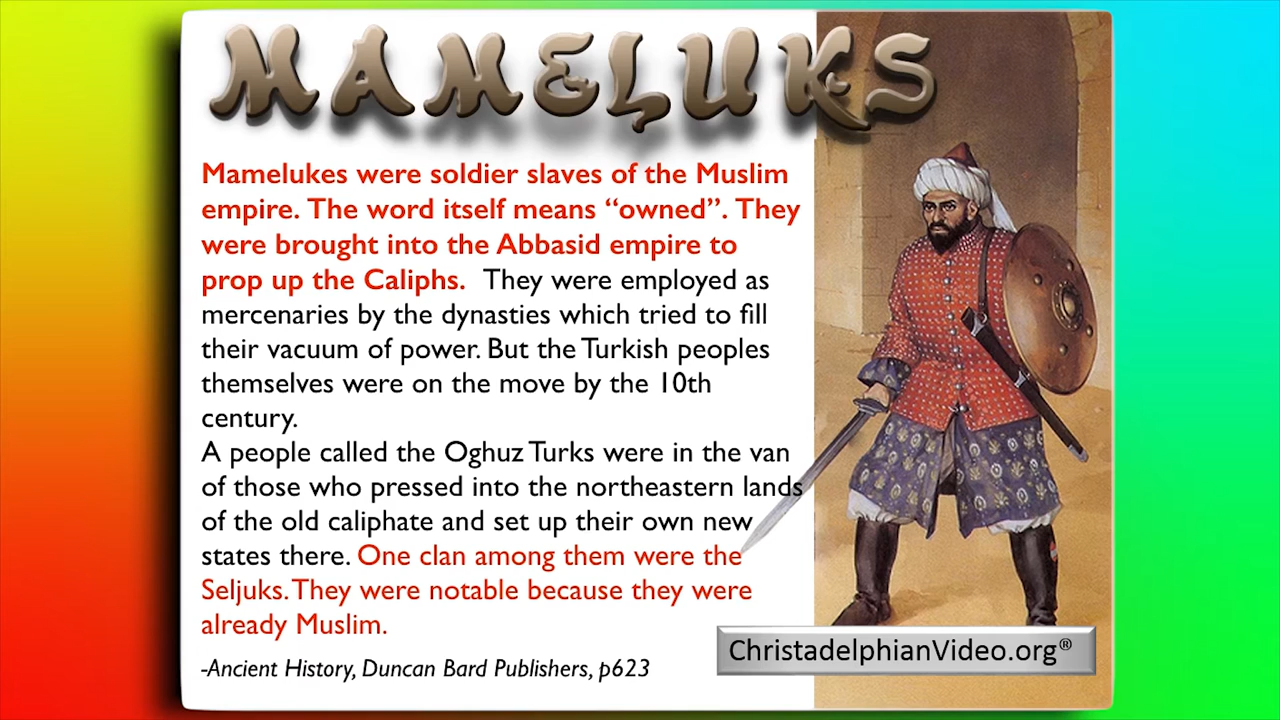 MAMELUKS
Mamelukes were soldier slaves of the Muslim
empire. The word itself means “owned”. They
were brought into the Abbasid empire to
prop up the Caliphs. They were employed as
mercenaries by the dynasties which tried to fill
their vacuum of power. But the Turkish peoples
themselves were on the move by the 10th
century.
A people called the Oghuz Turks were in the van
of those who pressed into the northeastern lands
of the old caliphate and set up their own new
states there. One clan among them were the
Seljuks. They were notable because they were
already Muslim.
-Ancient History, Duncan Bard Publishers, p623
ChristadelphianVideo.org®